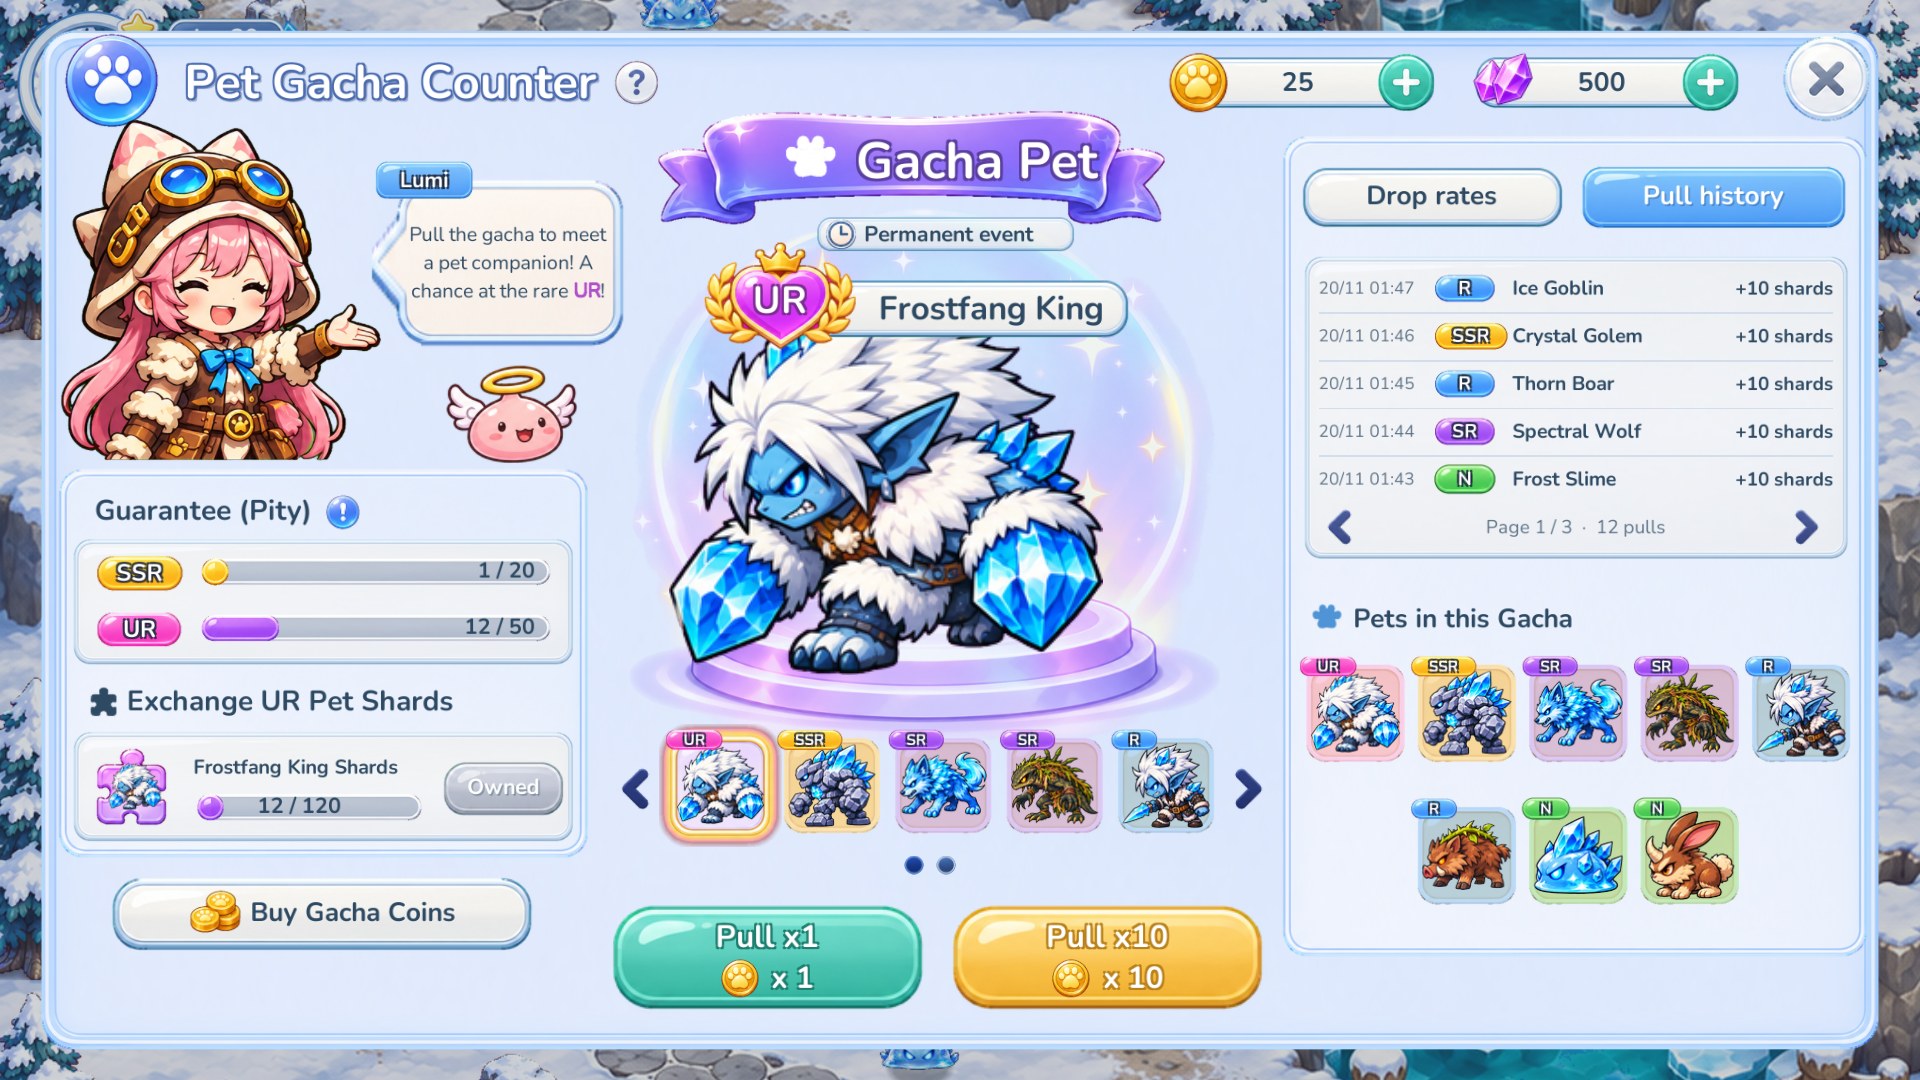 Pet Gacha Counter ?
25
500
Lumi
Pull the gacha to meet
a pet companion! A
chance at the rare UR!
Guarantee (Pity) !
SSR 1 / 20
UR 12 / 50
Exchange UR Pet Shards
Frostfang King Shards
12 / 120
Owned
Buy Gacha Coins
Gacha Pet
Permanent event
UR Frostfang King
UR SSR SR SR R
Pull x1
x 1
Pull x10
x 10
Drop rates
Pull history
20/11 01:47 R Ice Goblin +10 shards
20/11 01:46 SSR Crystal Golem +10 shards
20/11 01:45 R Thorn Boar +10 shards
20/11 01:44 SR Spectral Wolf +10 shards
20/11 01:43 N Frost Slime +10 shards
Page 1 / 3 · 12 pulls
Pets in this Gacha
UR SSR SR SR R
R N N